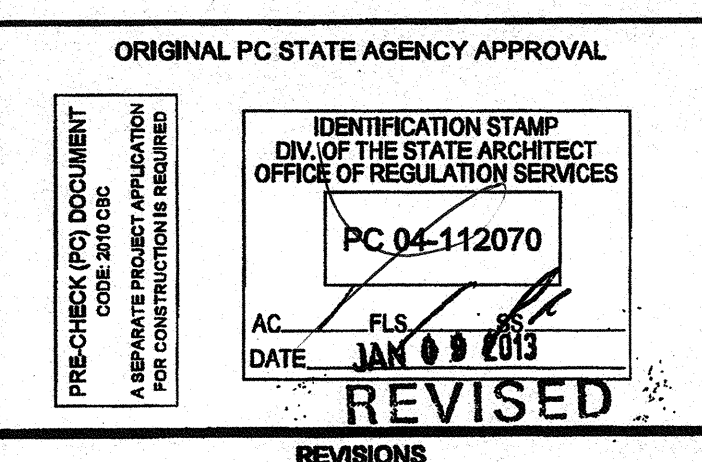 ORIGINAL PC STATE AGENCY APPROVAL
PRE-CHECK (PC) DOCUMENT
CODE: 2010 CBC
A SEPARATE PROJECT APPLICATION
FOR CONSTRUCTION IS REQUIRED
IDENTIFICATION STAMP
DIV. OF THE STATE ARCHITECT
OFFICE OF REGULATION SERVICES
PC 04-112070
AC FLS SS
DATE JAN 09 2013
REVISED
REVISIONS